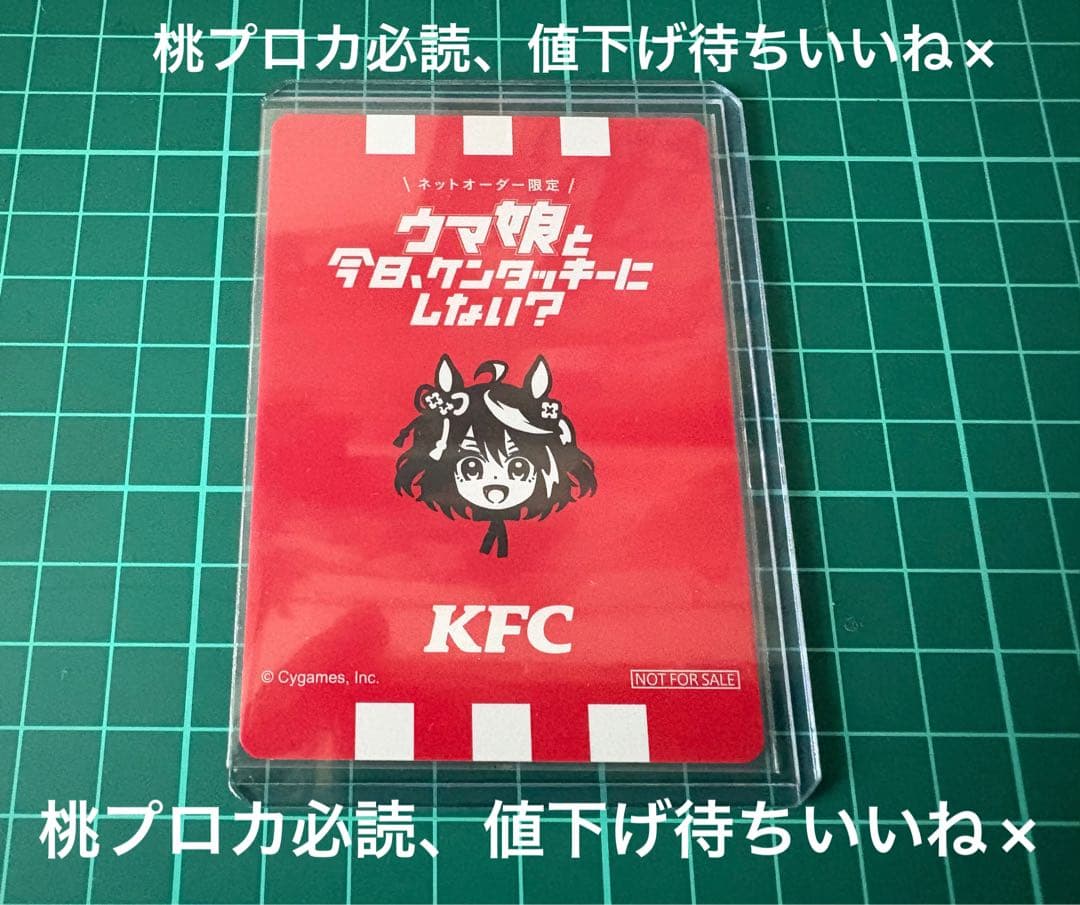 桃プロカ必読、値下げ待ちいいね×
\ ネットオーダー限定 /
ウマ娘と
今日、ケンタッキーに
しない?
KFC
© Cygames, Inc.
NOT FOR SALE
桃プロカ必読、値下げ待ちいいね×